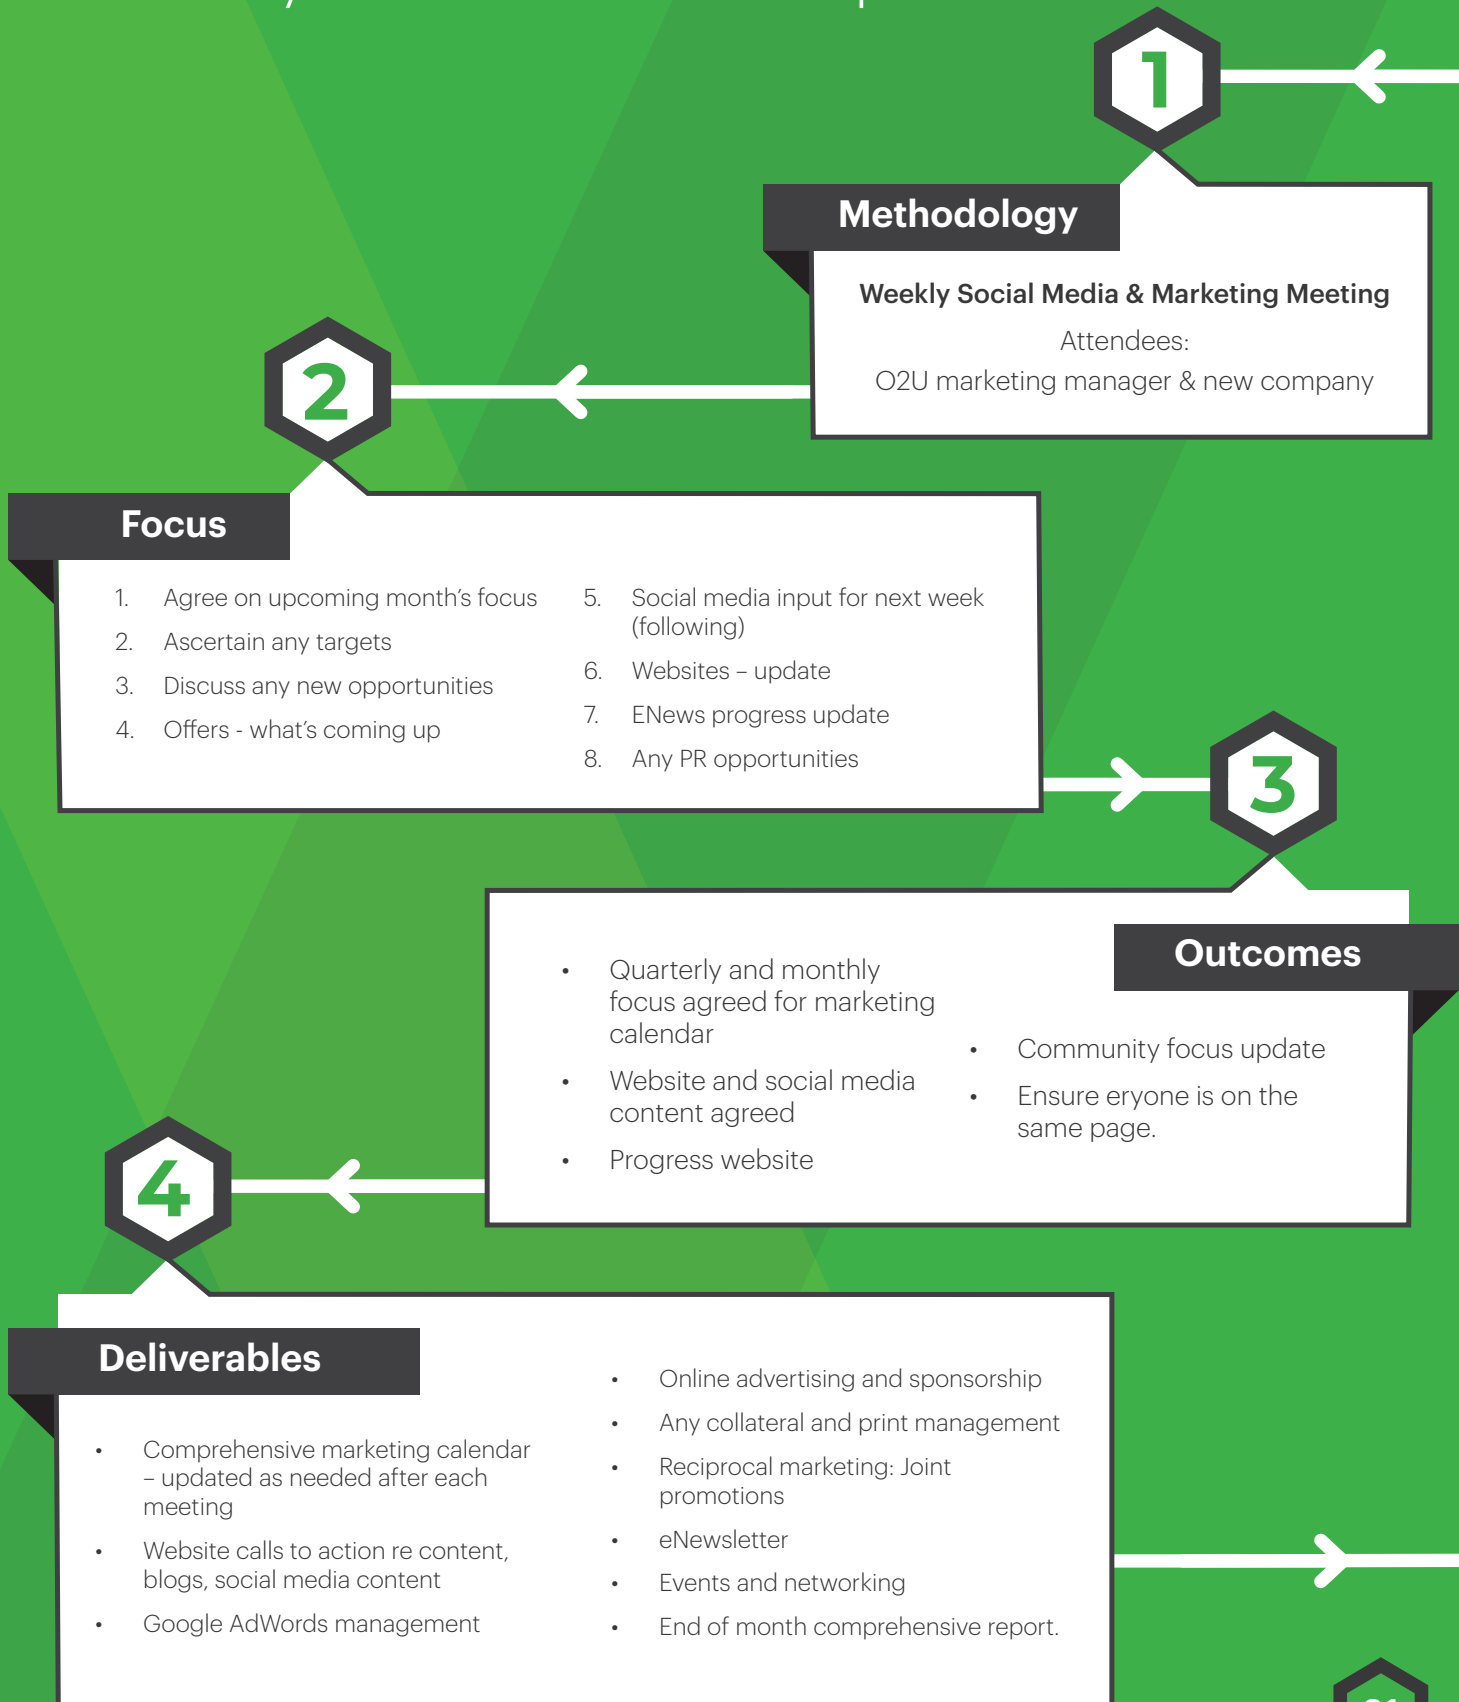 1
Methodology
Weekly Social Media & Marketing Meeting
Attendees:
O2U marketing manager & new company
2
Focus
1. Agree on upcoming month's focus
2. Ascertain any targets
3. Discuss any new opportunities
4. Offers - what's coming up
5. Social media input for next week
(following)
6. Websites – update
7. ENews progress update
8. Any PR opportunities
3
Outcomes
• Quarterly and monthly
focus agreed for marketing
calendar
• Website and social media
content agreed
• Progress website
• Community focus update
• Ensure eryone is on the
same page.
4
Deliverables
• Comprehensive marketing calendar
– updated as needed after each
meeting
• Website calls to action re content,
blogs, social media content
• Google AdWords management
• Online advertising and sponsorship
• Any collateral and print management
• Reciprocal marketing: Joint
promotions
• eNewsletter
• Events and networking
• End of month comprehensive report.